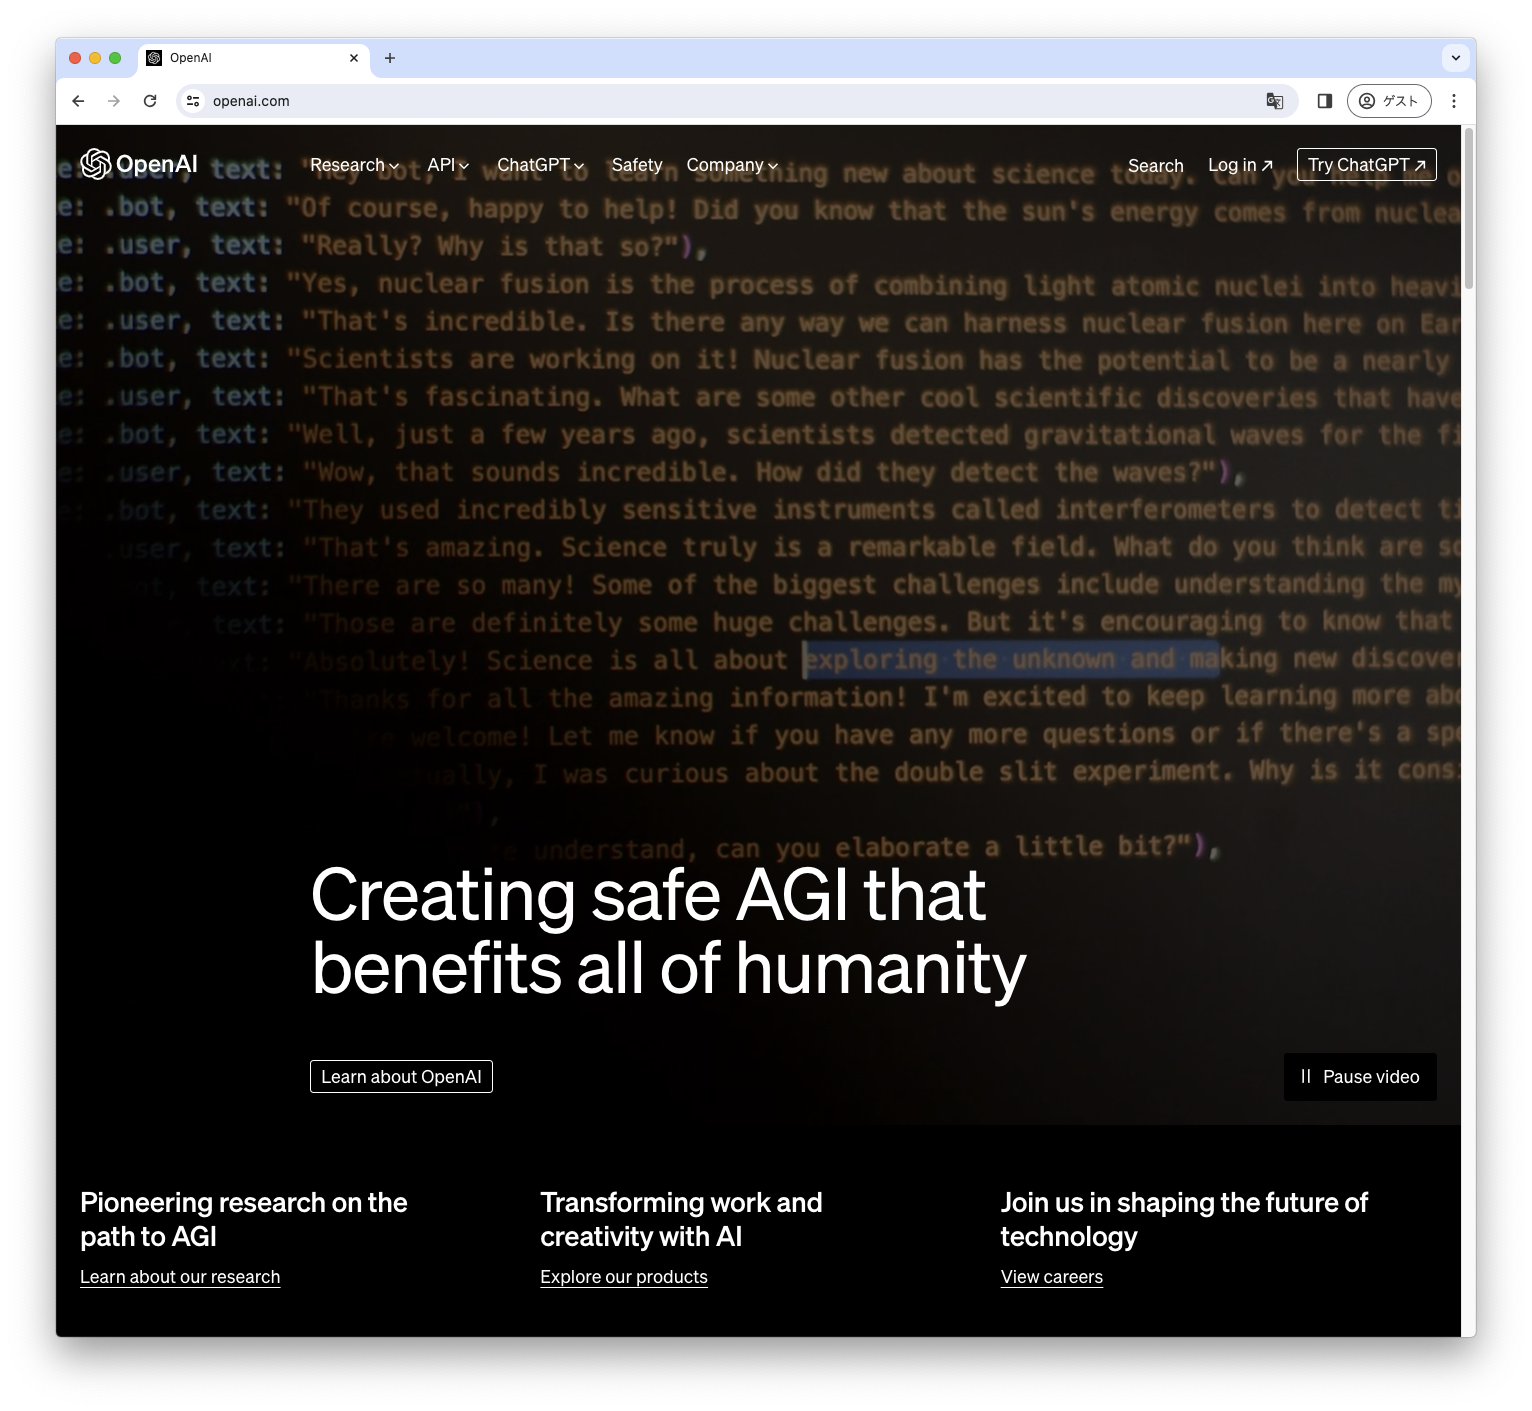 OpenAI
openai.com
ゲスト
OpenAI
Research
API
ChatGPT
Safety
Company
Search
Log in ↗
Try ChatGPT ↗
e: .user, text: "Hey bot, I want to learn something new about science today. Can you help me o
e: .bot, text: "Of course, happy to help! Did you know that the sun's energy comes from nuclea
e: .user, text: "Really? Why is that so?"),
e: .bot, text: "Yes, nuclear fusion is the process of combining light atomic nuclei into heavi
e: .user, text: "That's incredible. Is there any way we can harness nuclear fusion here on Ear
e: .bot, text: "Scientists are working on it! Nuclear fusion has the potential to be a nearly
e: .user, text: "That's fascinating. What are some other cool scientific discoveries that have
e: .bot, text: "Well, just a few years ago, scientists detected gravitational waves for the fi
e: .user, text: "Wow, that sounds incredible. How did they detect the waves?"),
e: .bot, text: "They used incredibly sensitive instruments called interferometers to detect ti
.user, text: "That's amazing. Science truly is a remarkable field. What do you think are so
ot, text: "There are so many! Some of the biggest challenges include understanding the my
text: "Those are definitely some huge challenges. But it's encouraging to know that
xt: "Absolutely! Science is all about exploring the unknown and making new discover
"Thanks for all the amazing information! I'm excited to keep learning more abo
're welcome! Let me know if you have any more questions or if there's a spe
tually, I was curious about the double slit experiment. Why is it cons
"),
understand, can you elaborate a little bit?"),
Creating safe AGI that
benefits all of humanity
Learn about OpenAI
Pause video
Pioneering research on the
path to AGI
Learn about our research
Transforming work and
creativity with AI
Explore our products
Join us in shaping the future of
technology
View careers